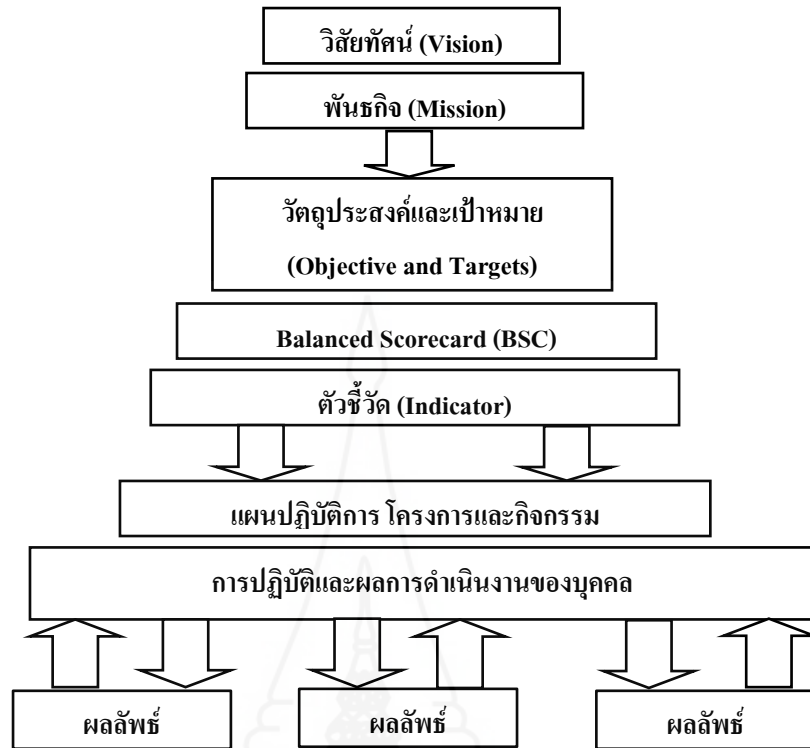 วิสัยทัศน์ (Vision)
พันธกิจ (Mission)
วัตถุประสงค์และเป้าหมาย
(Objective and Targets)
Balanced Scorecard (BSC)
ตัวชี้วัด (Indicator)
แผนปฏิบัติการ โครงการและกิจกรรม
การปฏิบัติและผลการดำเนินงานของบุคคล
ผลลัพธ์ ผลลัพธ์ ผลลัพธ์